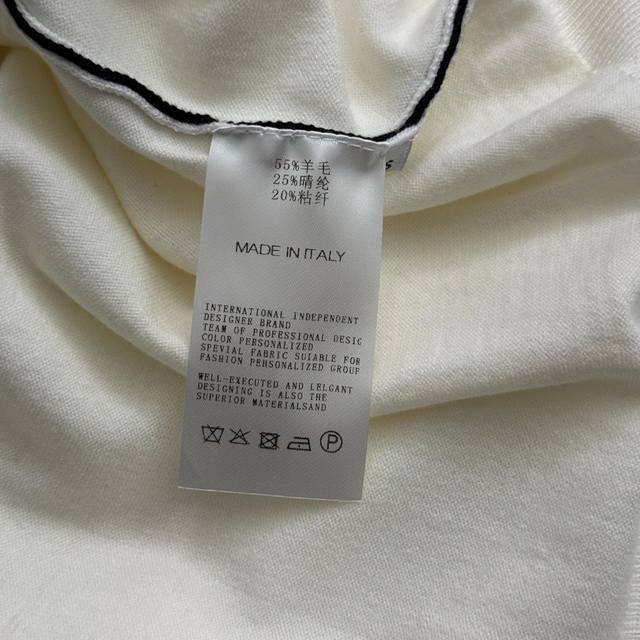 55%羊毛
25%晴纶
20%粘纤
MADE IN ITALY
INTERNATIONAL INDEPENDENT
DESIGNER BRAND
TEAM OF PROFESSIONAL DESIG
COLOR PERSONALIZED
SPEVIAL FABRIC SUIABLE FOR
FASHION PERSONALIZED GROUP
WELL-EXECUTED AND LELGANT
DESIGNING IS ALSO THE
SUPERIOR MATERIALSAND
P
S